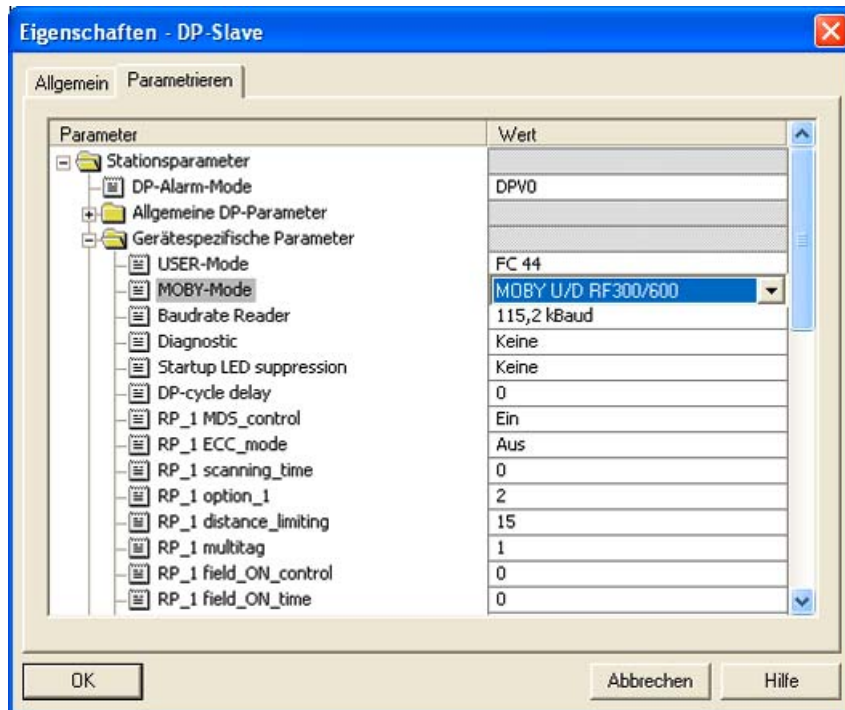 Eigenschaften - DP-Slave
Allgemein Parametrieren
Parameter Wert
Stationsparameter
DP-Alarm-Mode DPV0
Allgemeine DP-Parameter
Gerätespezifische Parameter
USER-Mode FC 44
MOBY-Mode MOBY U/D RF300/600
Baudrate Reader 115,2 kBaud
Diagnostic Keine
Startup LED suppression Keine
DP-cycle delay 0
RP_1 MDS_control Ein
RP_1 ECC_mode Aus
RP_1 scanning_time 0
RP_1 option_1 2
RP_1 distance_limiting 15
RP_1 multitag 1
RP_1 field_ON_control 0
RP_1 field_ON_time 0
OK Abbrechen Hilfe